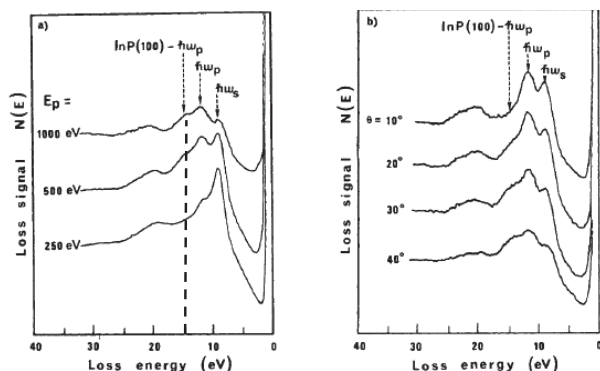 a)
InP(100) - ħωp
ħωp
ħωs
Ep =
1000 eV
500 eV
250 eV
Loss signal N(E)
40 30 20 10 0
Loss energy (eV)
b)
InP(100) - ħωp
ħωp
ħωs
θ = 10°
20°
30°
40°
Loss signal N(E)
40 30 20 10 0
Loss energy (eV)